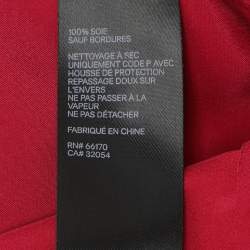 100% SOIE
SAUF BORDURES
NETTOYAGE À SEC
UNIQUEMENT CODE P AVEC
HOUSSE DE PROTECTION
REPASSAGE DOUX SUR
L'ENVERS
NE PAS PASSER À LA
VAPEUR
NE PAS DÉTACHER
FABRIQUÉ EN CHINE
RN# 66170
CA# 32054